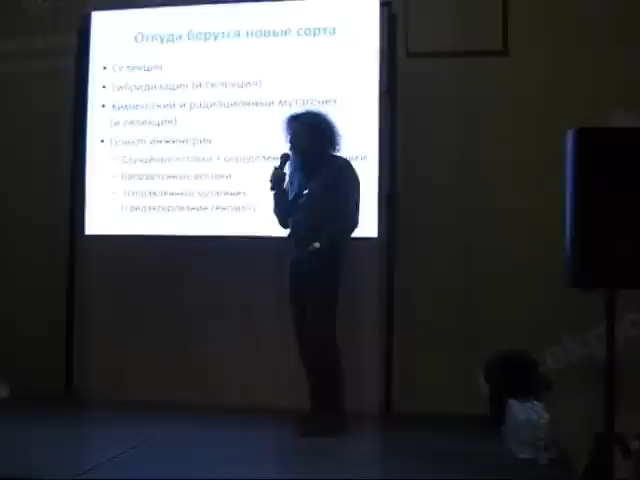 Откуда берутся новые сорта
• Селекция
• Гибридизация (и селекция)
• Химический и радиационный мутагенез
(и селекция)
• Генная инженерия
– Случайные вставки +
– Направленные вставки
– Направленный мутагенез
(редактирование генома)